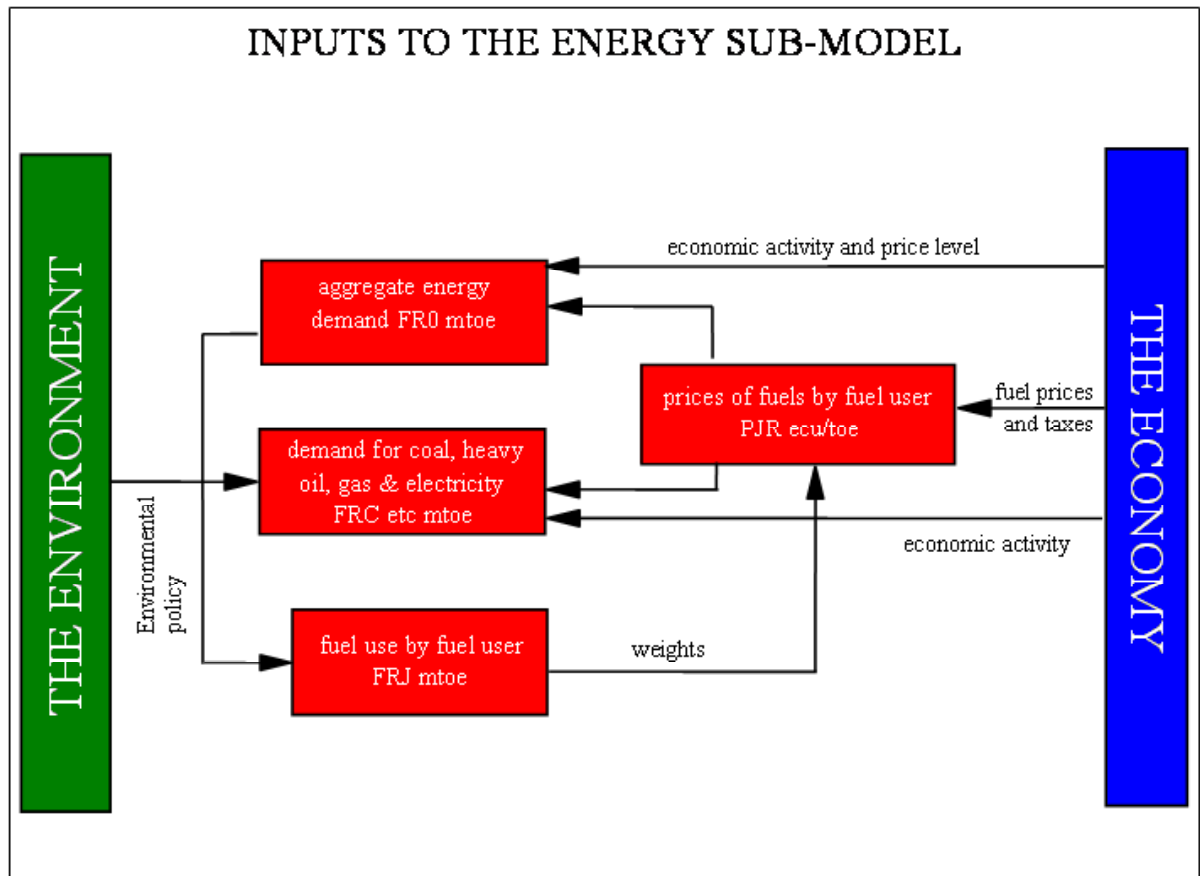 INPUTS TO THE ENERGY SUB-MODEL
THE ENVIRONMENT
economic activity and price level
aggregate energy
demand FR0 mtoe
prices of fuels by fuel user
PJR ecu/toe
fuel prices
and taxes
demand for coal, heavy
oil, gas & electricity
FRC etc mtoe
economic activity
Environmental
policy
fuel use by fuel user
FRJ mtoe
weights
THE ECONOMY